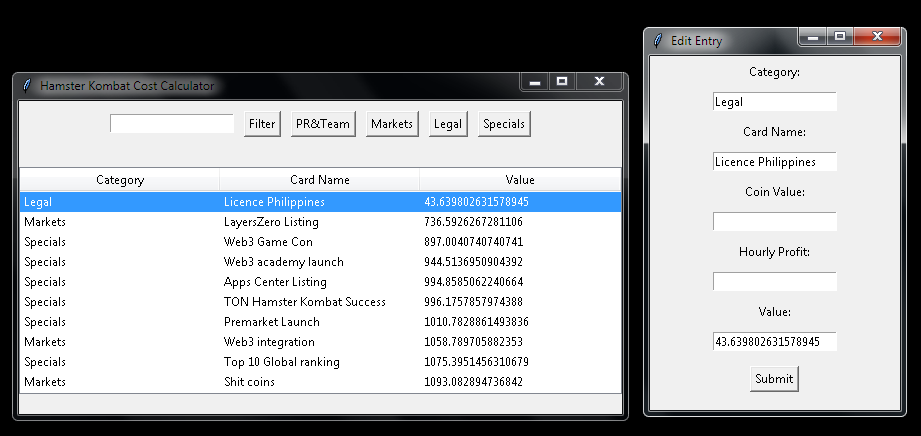 Hamster Kombat Cost Calculator
Filter PR&Team Markets Legal Specials
Category Card Name Value
Legal Licence Philippines 43.639802631578945
Markets LayersZero Listing 736.5926267281106
Specials Web3 Game Con 897.0040740740741
Specials Web3 academy launch 944.5136950904392
Specials Apps Center Listing 994.8585062240664
Specials TON Hamster Kombat Success 996.1757857974388
Specials Premarket Launch 1010.7828861493836
Markets Web3 integration 1058.789705882353
Specials Top 10 Global ranking 1075.3951456310679
Markets Shit coins 1093.082894736842
Edit Entry
Category:
Legal
Card Name:
Licence Philippines
Coin Value:
Hourly Profit:
Value:
43.639802631578945
Submit